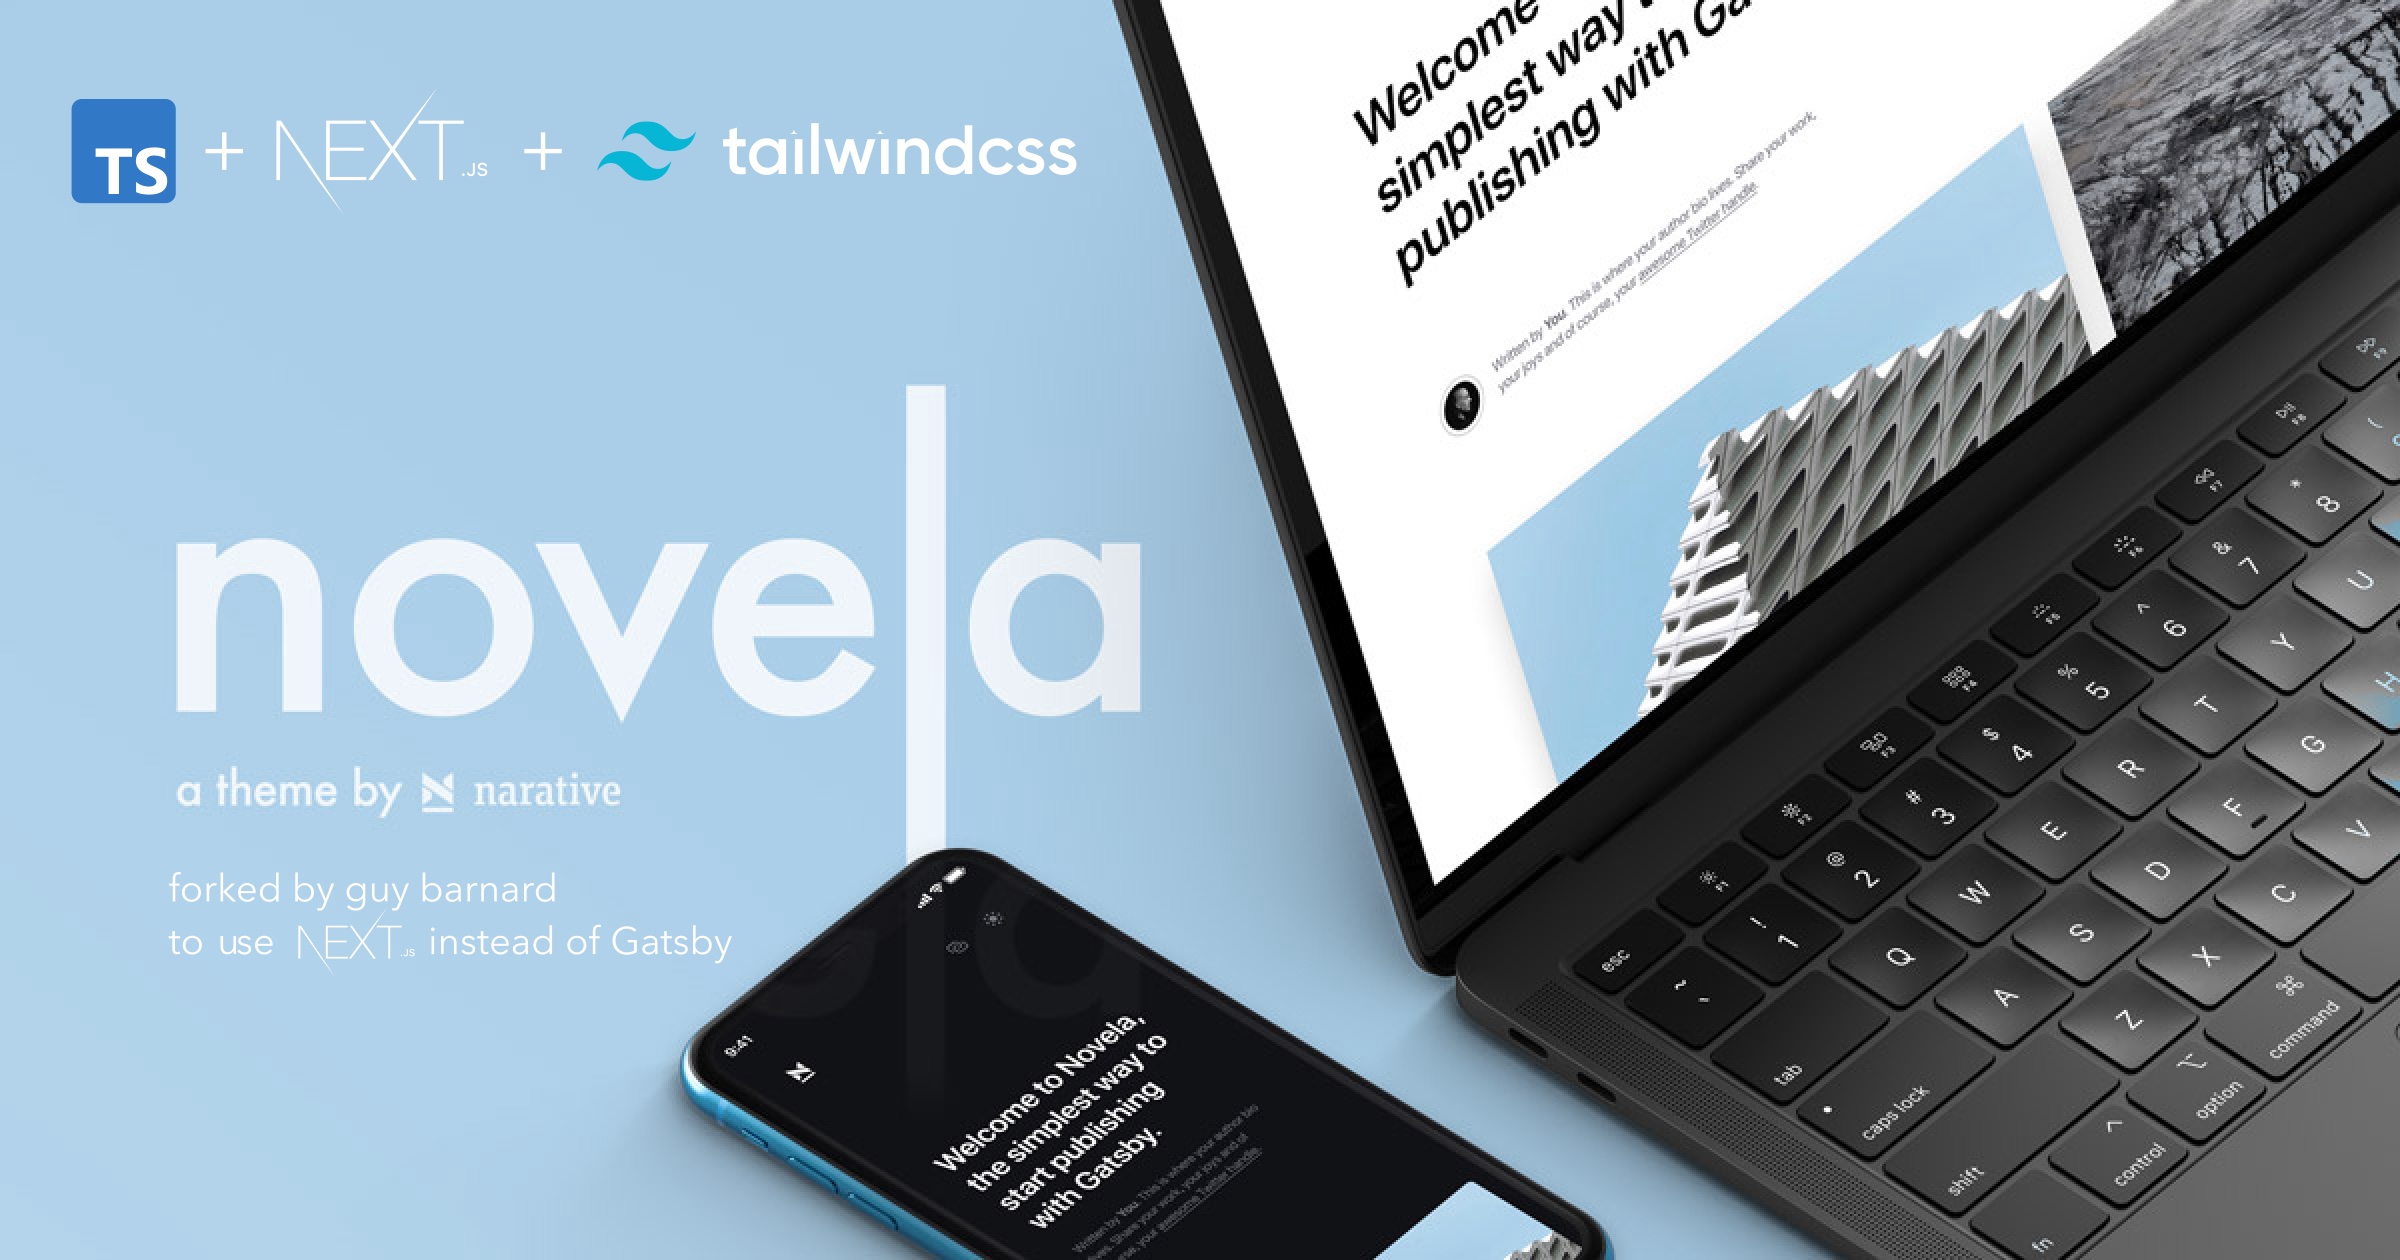 TS + NEXT.JS + tailwindcss
novela
a theme by N narative
forked by guy barnard
to use NEXT.JS instead of Gatsby
Welcome
simplest way
publishing with Ga
Written by You. This is where your author bio lives. Share your work,
your joys and of course, your awesome Twitter handle.
9:41
N
Welcome to Novela,
the simplest way to
start publishing
with Gatsby.
Written by You. This is where your author bio
lives. Share your work, your joys and of
your awesome Twitter handle.
F1 F2 F3 F4 F5 F6 F7 F8 F9
esc
~ `
! 1
@ 2
# 3
$ 4
% 5
^ 6
& 7
* 8
(
tab Q W E R T Y U
caps lock A S D F G H
shift Z X C V
fn control option command